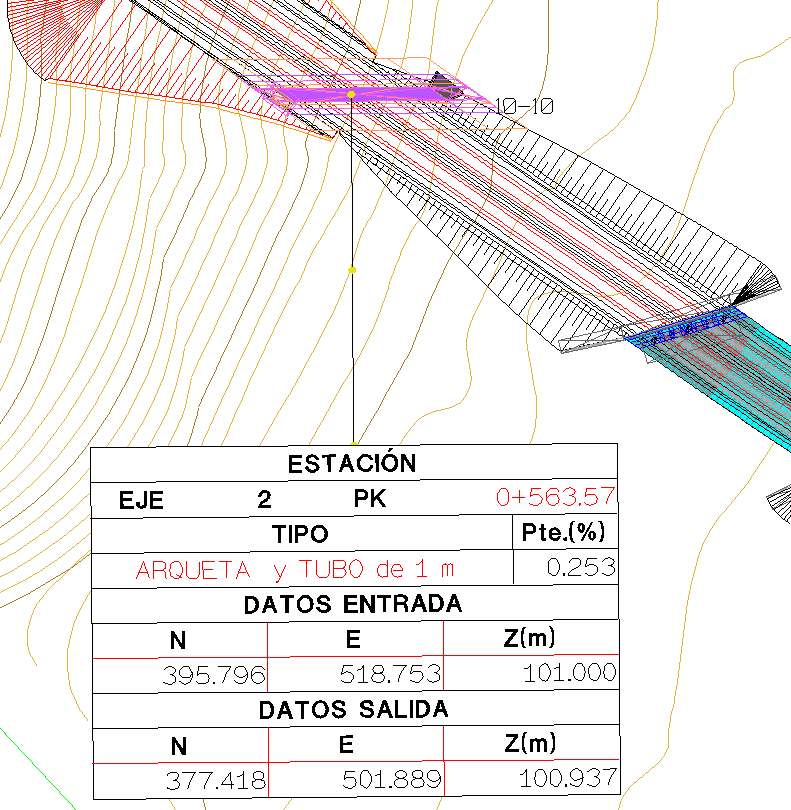 10-10
ESTACIÓN
EJE 2 PK 0+563.57
TIPO Pte.(%)
ARQUETA y TUBO de 1 m 0.253
DATOS ENTRADA
N E Z(m)
395.796 518.753 101.000
DATOS SALIDA
N E Z(m)
377.418 501.889 100.937